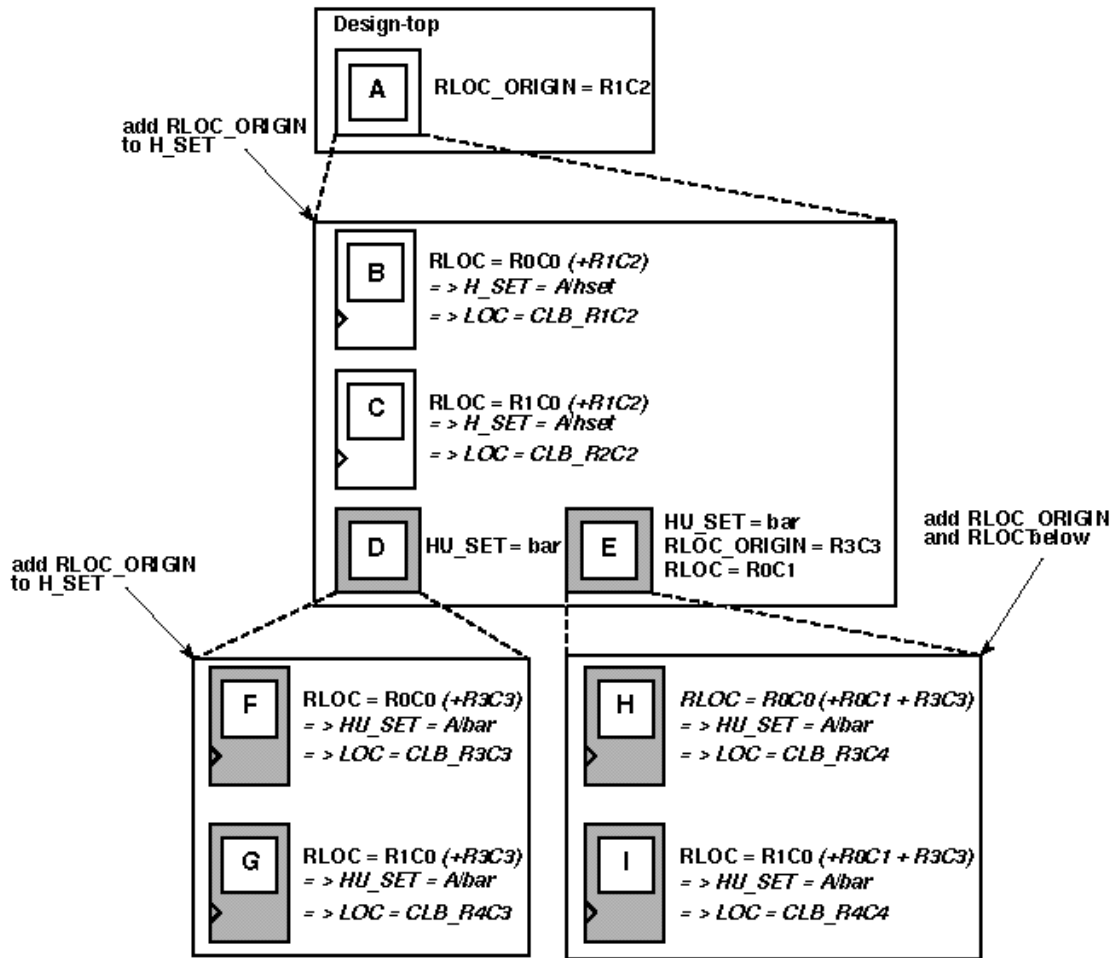 Design-top
A
RLOC_ORIGIN = R1C2
add RLOC_ORIGIN
to H_SET
B
RLOC = R0C0 (+R1C2)
= > H_SET = A/hset
= > LOC = CLB_R1C2
C
RLOC = R1C0 (+R1C2)
= > H_SET = A/hset
= > LOC = CLB_R2C2
D
HU_SET = bar
E
HU_SET = bar
RLOC_ORIGIN = R3C3
RLOC = R0C1
add RLOC_ORIGIN
and RLOC below
add RLOC_ORIGIN
to H_SET
F
RLOC = R0C0 (+R3C3)
= > HU_SET = A/bar
= > LOC = CLB_R3C3
G
RLOC = R1C0 (+R3C3)
= > HU_SET = A/bar
= > LOC = CLB_R4C3
H
RLOC = R0C0 (+R0C1 + R3C3)
= > HU_SET = A/bar
= > LOC = CLB_R3C4
I
RLOC = R1C0 (+R0C1 + R3C3)
= > HU_SET = A/bar
= > LOC = CLB_R4C4